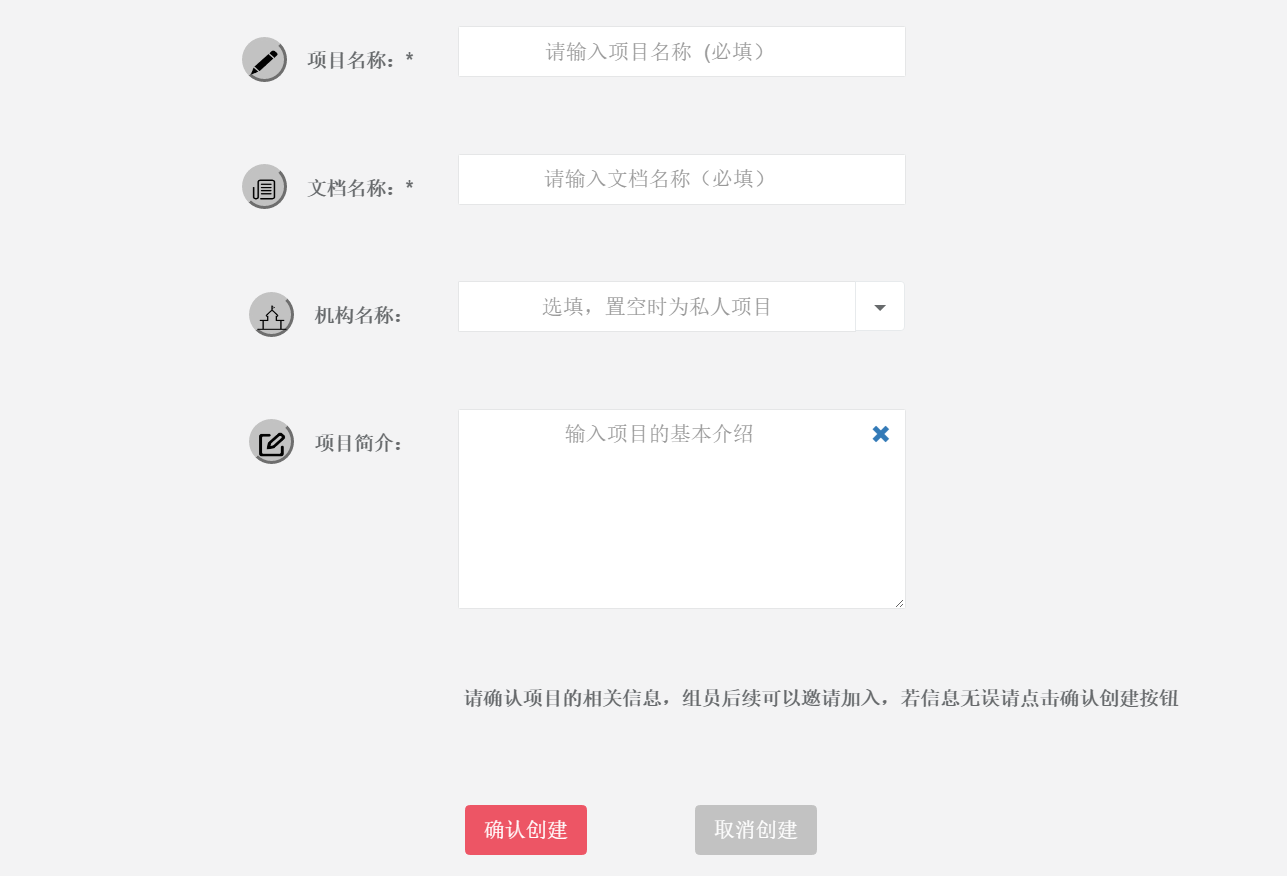 项目名称：*
请输入项目名称（必填）
文档名称：*
请输入文档名称（必填）
机构名称：
选填，置空时为私人项目
项目简介：
输入项目的基本介绍
请确认项目的相关信息，组员后续可以邀请加入，若信息无误请点击确认创建按钮
确认创建
取消创建